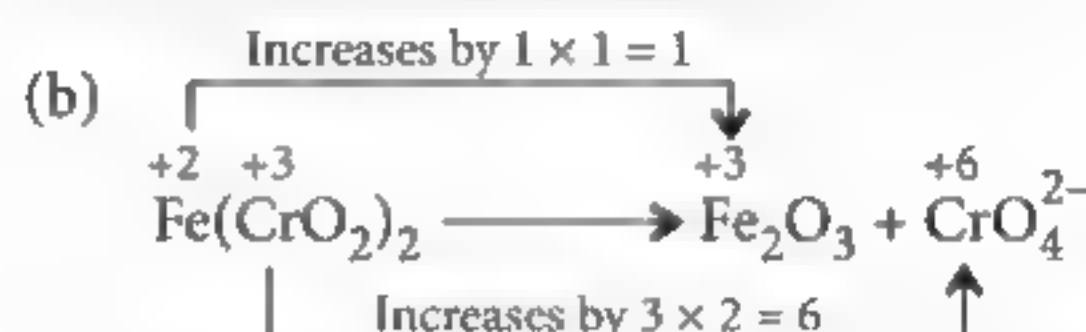 Increases by 1 × 1 = 1
(b)
+2 +3 +3 +6
Fe(CrO₂)₂ ⟶ Fe₂O₃ + CrO₄²⁻
Increases by 3 × 2 = 6